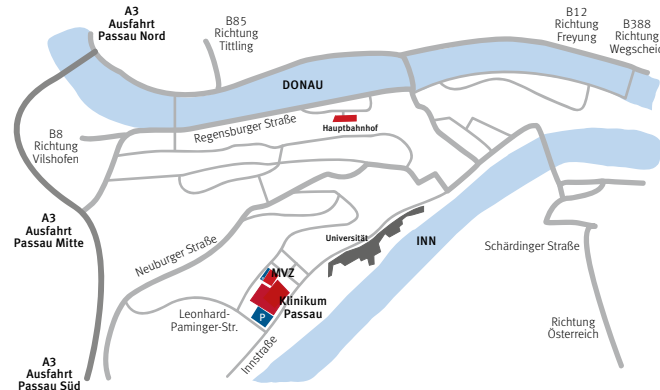 A3
Ausfahrt
Passau Nord
B85
Richtung
Tittling
B12
Richtung
Freyung
B388
Richtung
Wegscheid
DONAU
B8
Richtung
Vilshofen
Regensburger Straße
Hauptbahnhof
A3
Ausfahrt
Passau Mitte
Neuburger Straße
Universität
INN
Schärdinger Straße
MVZ
Klinikum
Passau
P
Leonhard-
Paminger-Str.
Innstraße
Richtung
Österreich
A3
Ausfahrt
Passau Süd